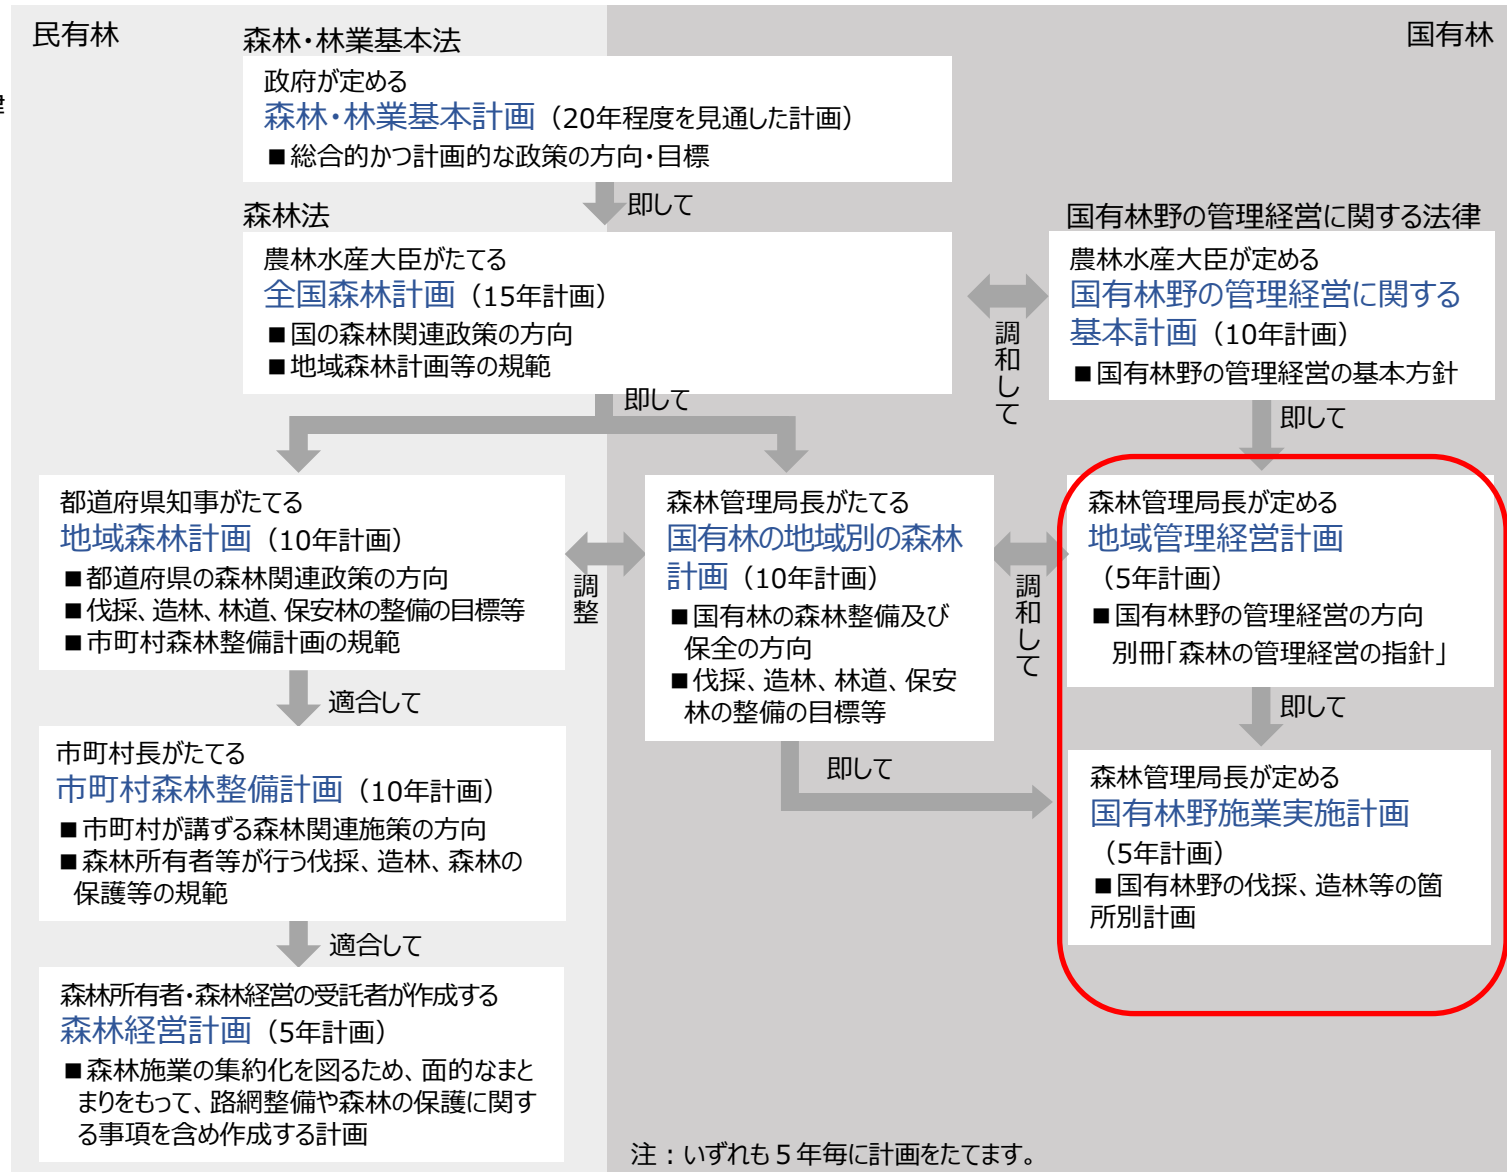 民有林
国有林
森林・林業基本法
政府が定める
森林・林業基本計画（20年程度を見通した計画）
■総合的かつ計画的な政策の方向・目標
即して
森林法
農林水産大臣がたてる
全国森林計画（15年計画）
■国の森林関連政策の方向
■地域森林計画等の規範
調和して
国有林野の管理経営に関する法律
農林水産大臣が定める
国有林野の管理経営に関する
基本計画（10年計画）
■国有林野の管理経営の基本方針
即して
即して
都道府県知事がたてる
地域森林計画（10年計画）
■都道府県の森林関連政策の方向
■伐採、造林、林道、保安林の整備の目標等
■市町村森林整備計画の規範
調整
森林管理局長がたてる
国有林の地域別の森林
計画（10年計画）
■国有林の森林整備及び
保全の方向
■伐採、造林、林道、保安
林の整備の目標等
調和して
森林管理局長が定める
地域管理経営計画
（5年計画）
■国有林野の管理経営の方向
別冊「森林の管理経営の指針」
適合して
即して
即して
市町村長がたてる
市町村森林整備計画（10年計画）
■市町村が講ずる森林関連施策の方向
■森林所有者等が行う伐採、造林、森林の
保護等の規範
森林管理局長が定める
国有林野施業実施計画
（5年計画）
■国有林野の伐採、造林等の箇
所別計画
適合して
森林所有者・森林経営の受託者が作成する
森林経営計画（5年計画）
■森林施業の集約化を図るため、面的なまと
まりをもって、路網整備や森林の保護に関す
る事項を含め作成する計画
注：いずれも５年毎に計画をたてます。